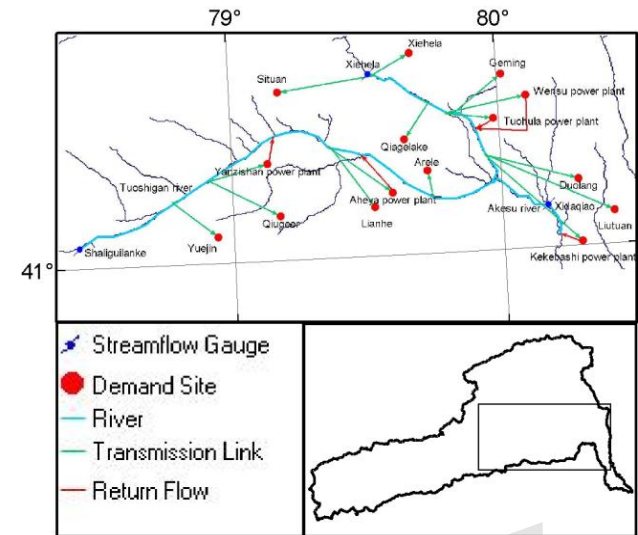 79° 80°
Xiehela
Xiehela
Geming
Situan
Wensu power plant
Tuohula power plant
Qiagelake
Arele
Yanzishan power plant
Duolang
Tuoshigan river
Aheya power plant
Akesu river Xidaqiao
Liutuan
Qiugeer
Lianhe
Yuejin
Shaliguilanke
Kekebashi power plant
41°
Streamflow Gauge
Demand Site
River
Transmission Link
Return Flow